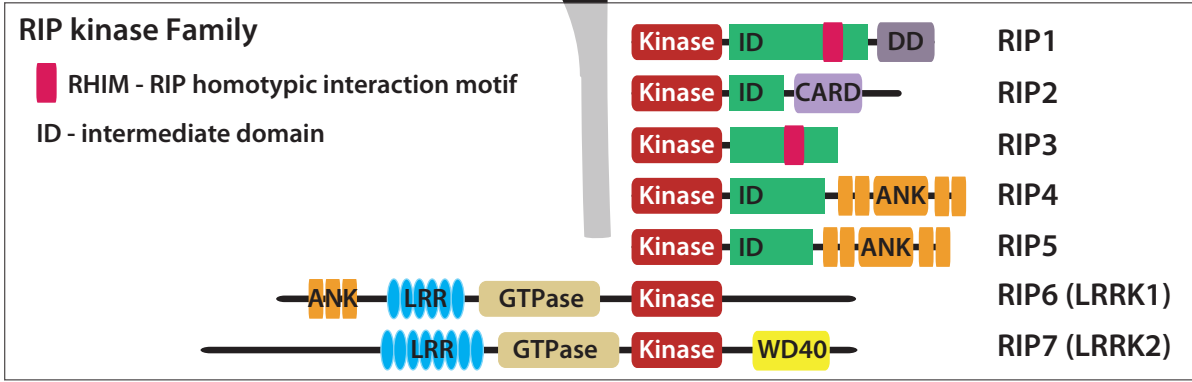 RIP kinase Family
RHIM - RIP homotypic interaction motif
ID - intermediate domain
Kinase ID DD RIP1
Kinase ID CARD RIP2
Kinase RIP3
Kinase ID ANK RIP4
Kinase ID ANK RIP5
ANK LRR GTPase Kinase RIP6 (LRRK1)
LRR GTPase Kinase WD40 RIP7 (LRRK2)